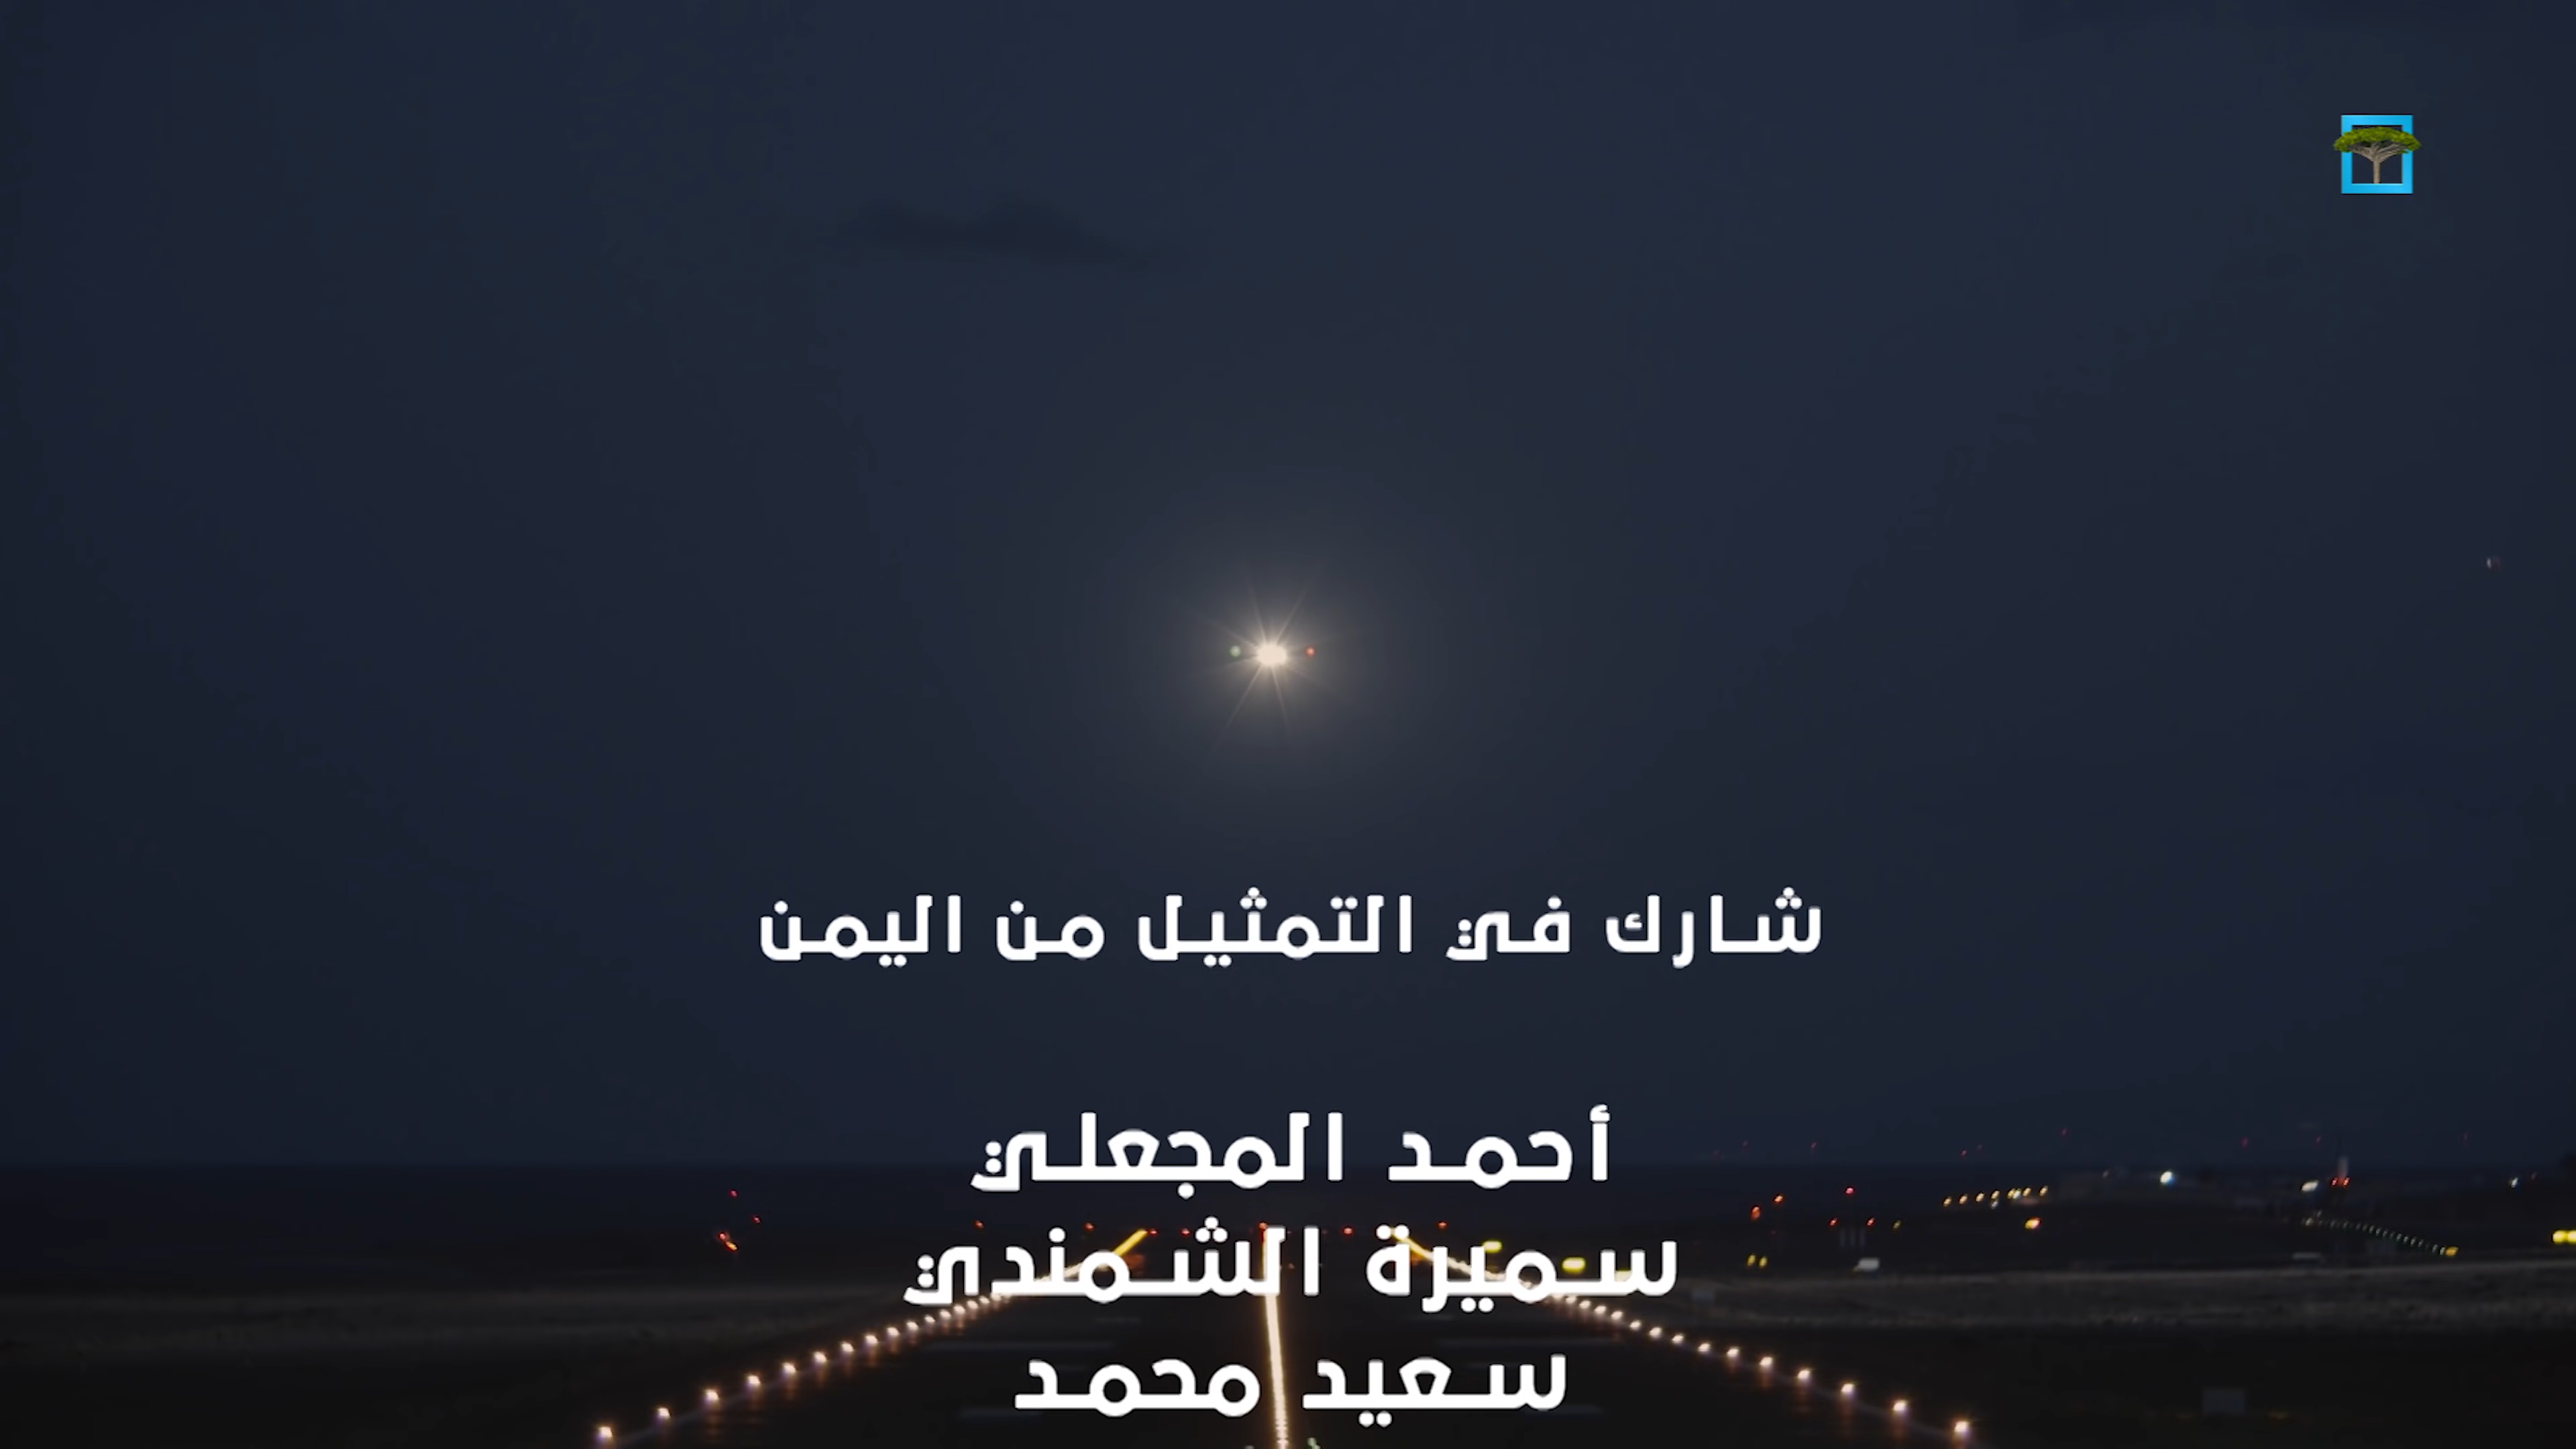 شارك في التمثيل من اليمن
أحمد المجعلي
سميرة الشمندي
سعيد محمد